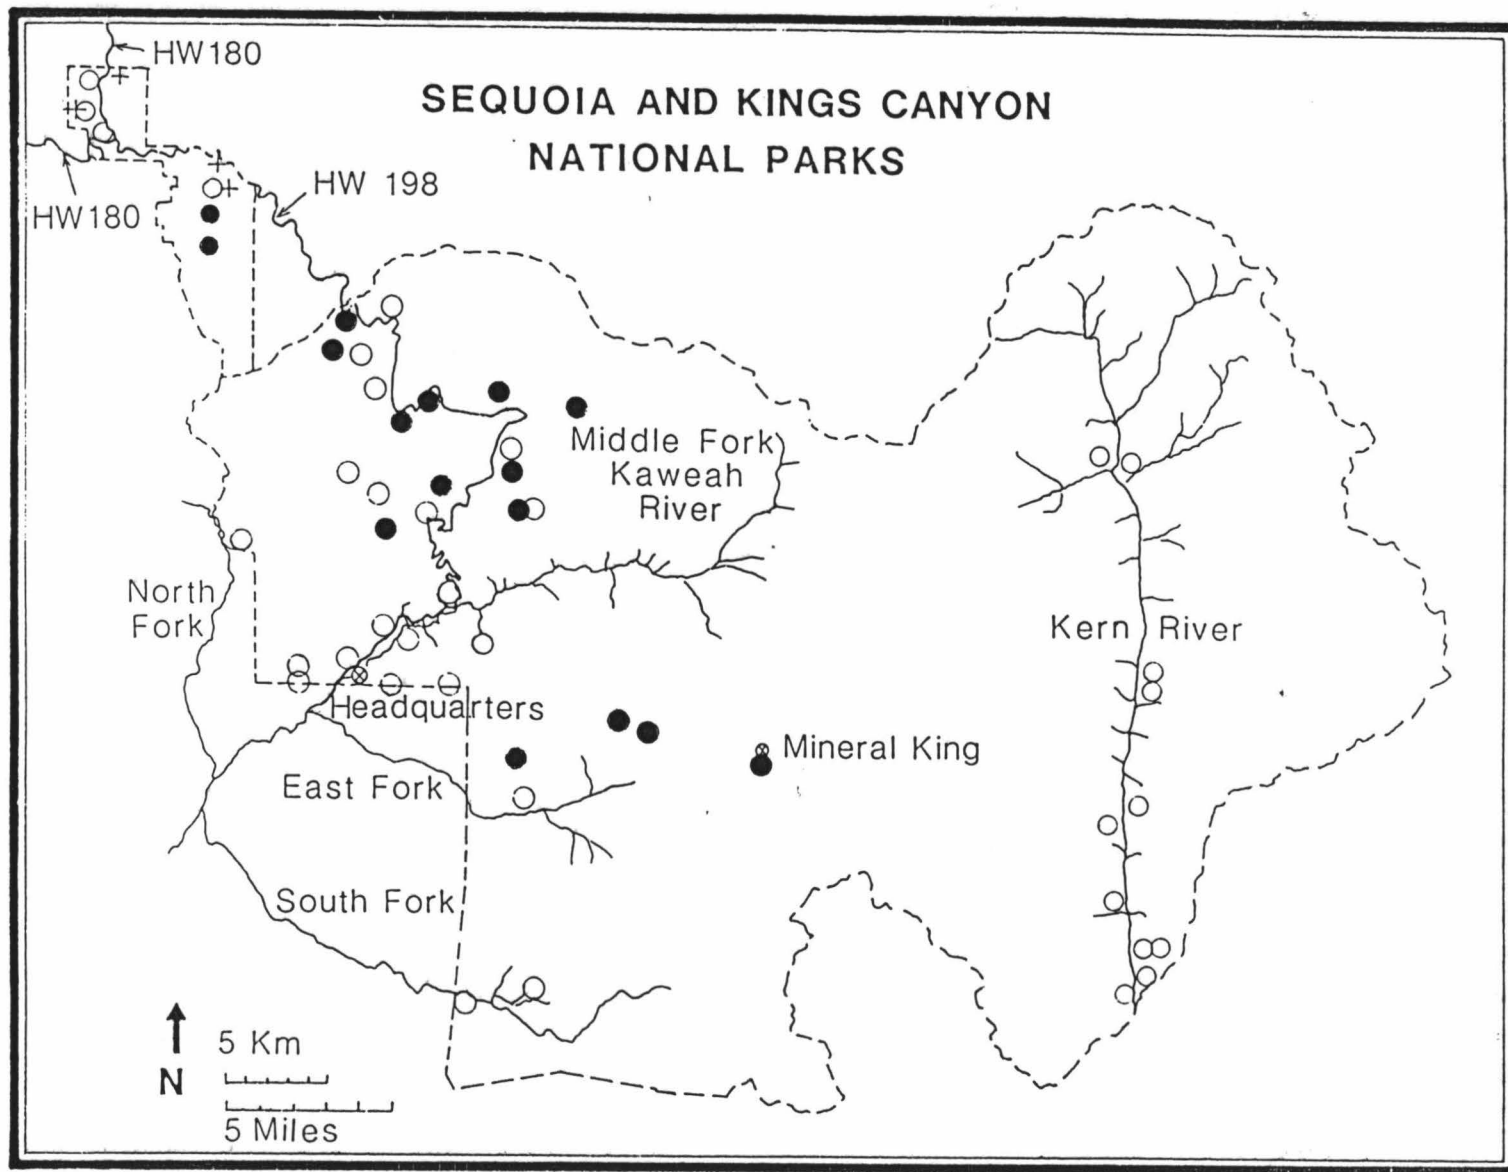 HW180
SEQUOIA AND KINGS CANYON
NATIONAL PARKS
HW 198
HW180
Middle Fork
Kaweah
River
North
Fork
Kern River
Headquarters
Mineral King
East Fork
South Fork
5 Km
N
5 Miles